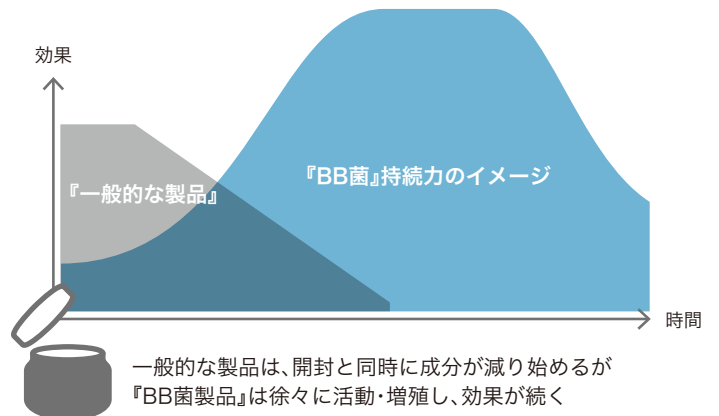 効果
『一般的な製品』
『BB菌』持続力のイメージ
時間
一般的な製品は、開封と同時に成分が減り始めるが
『BB菌製品』は徐々に活動・増殖し、効果が続く